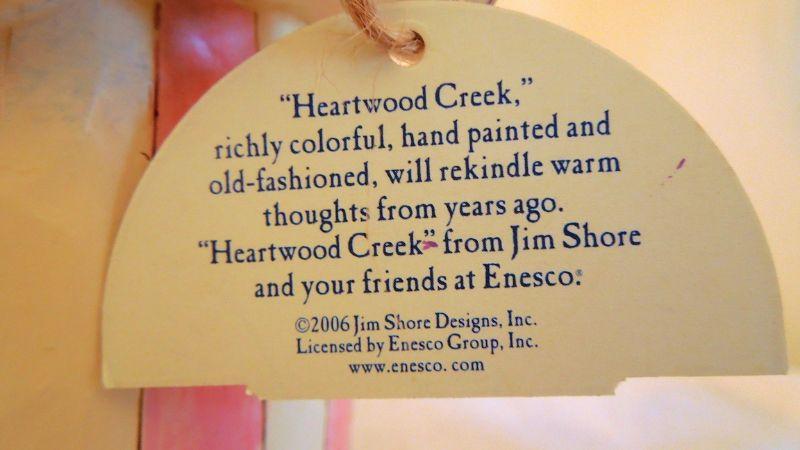 “Heartwood Creek,”
richly colorful, hand painted and
old-fashioned, will rekindle warm
thoughts from years ago.
“Heartwood Creek” from Jim Shore
and your friends at Enesco.®
©2006 Jim Shore Designs, Inc.
Licensed by Enesco Group, Inc.
www.enesco. com